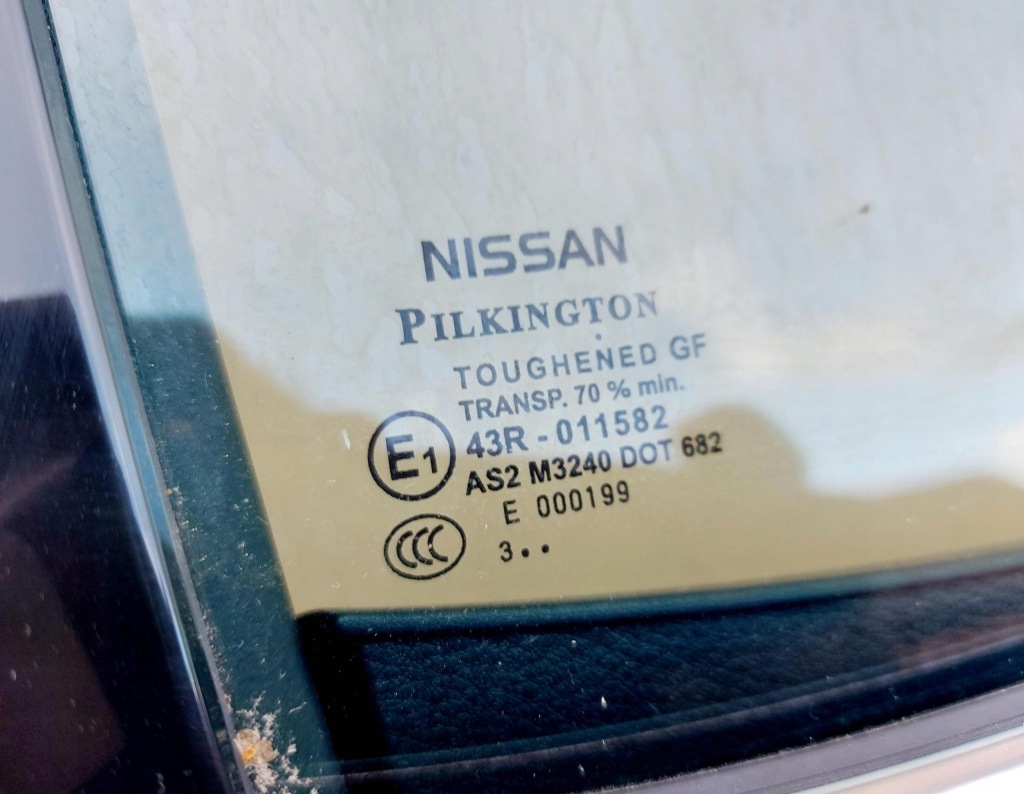 NISSAN
PILKINGTON
TOUGHENED GF
TRANSP. 70 % min.
E1 43R - 011582
AS2 M3240 DOT 682
E 000199
CCC 3••